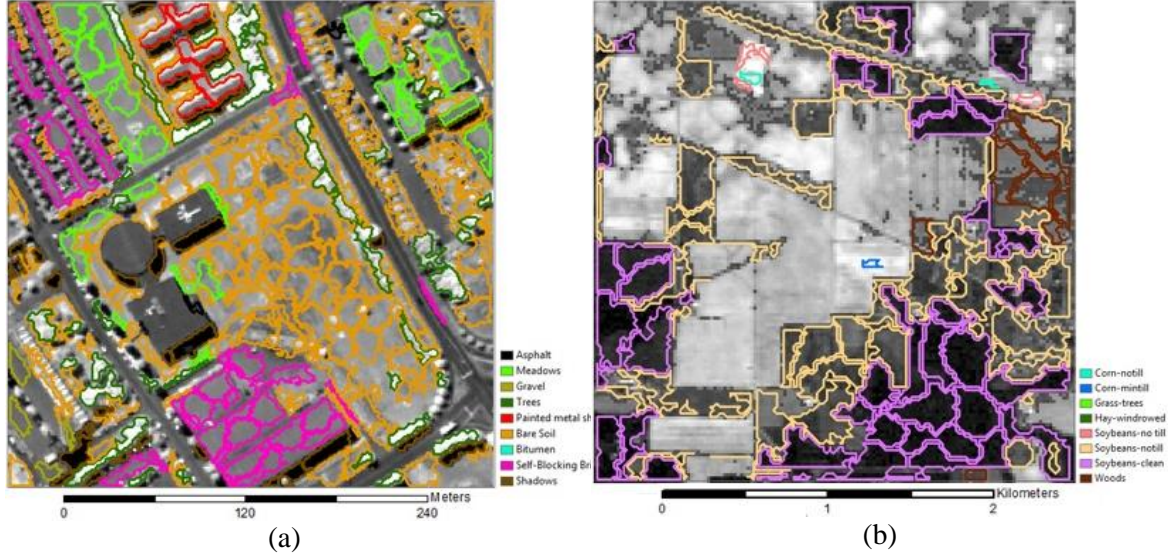 Asphalt
Meadows
Gravel
Trees
Painted metal sh
Bare Soil
Bitumen
Self-Blocking Bri
Shadows
Meters
0 120 240
(a)
Corn-notill
Corn-mintill
Grass-trees
Hay-windrowed
Soybeans-no till
Soybeans-notill
Soybeans-clean
Woods
Kilometers
0 1 2
(b)